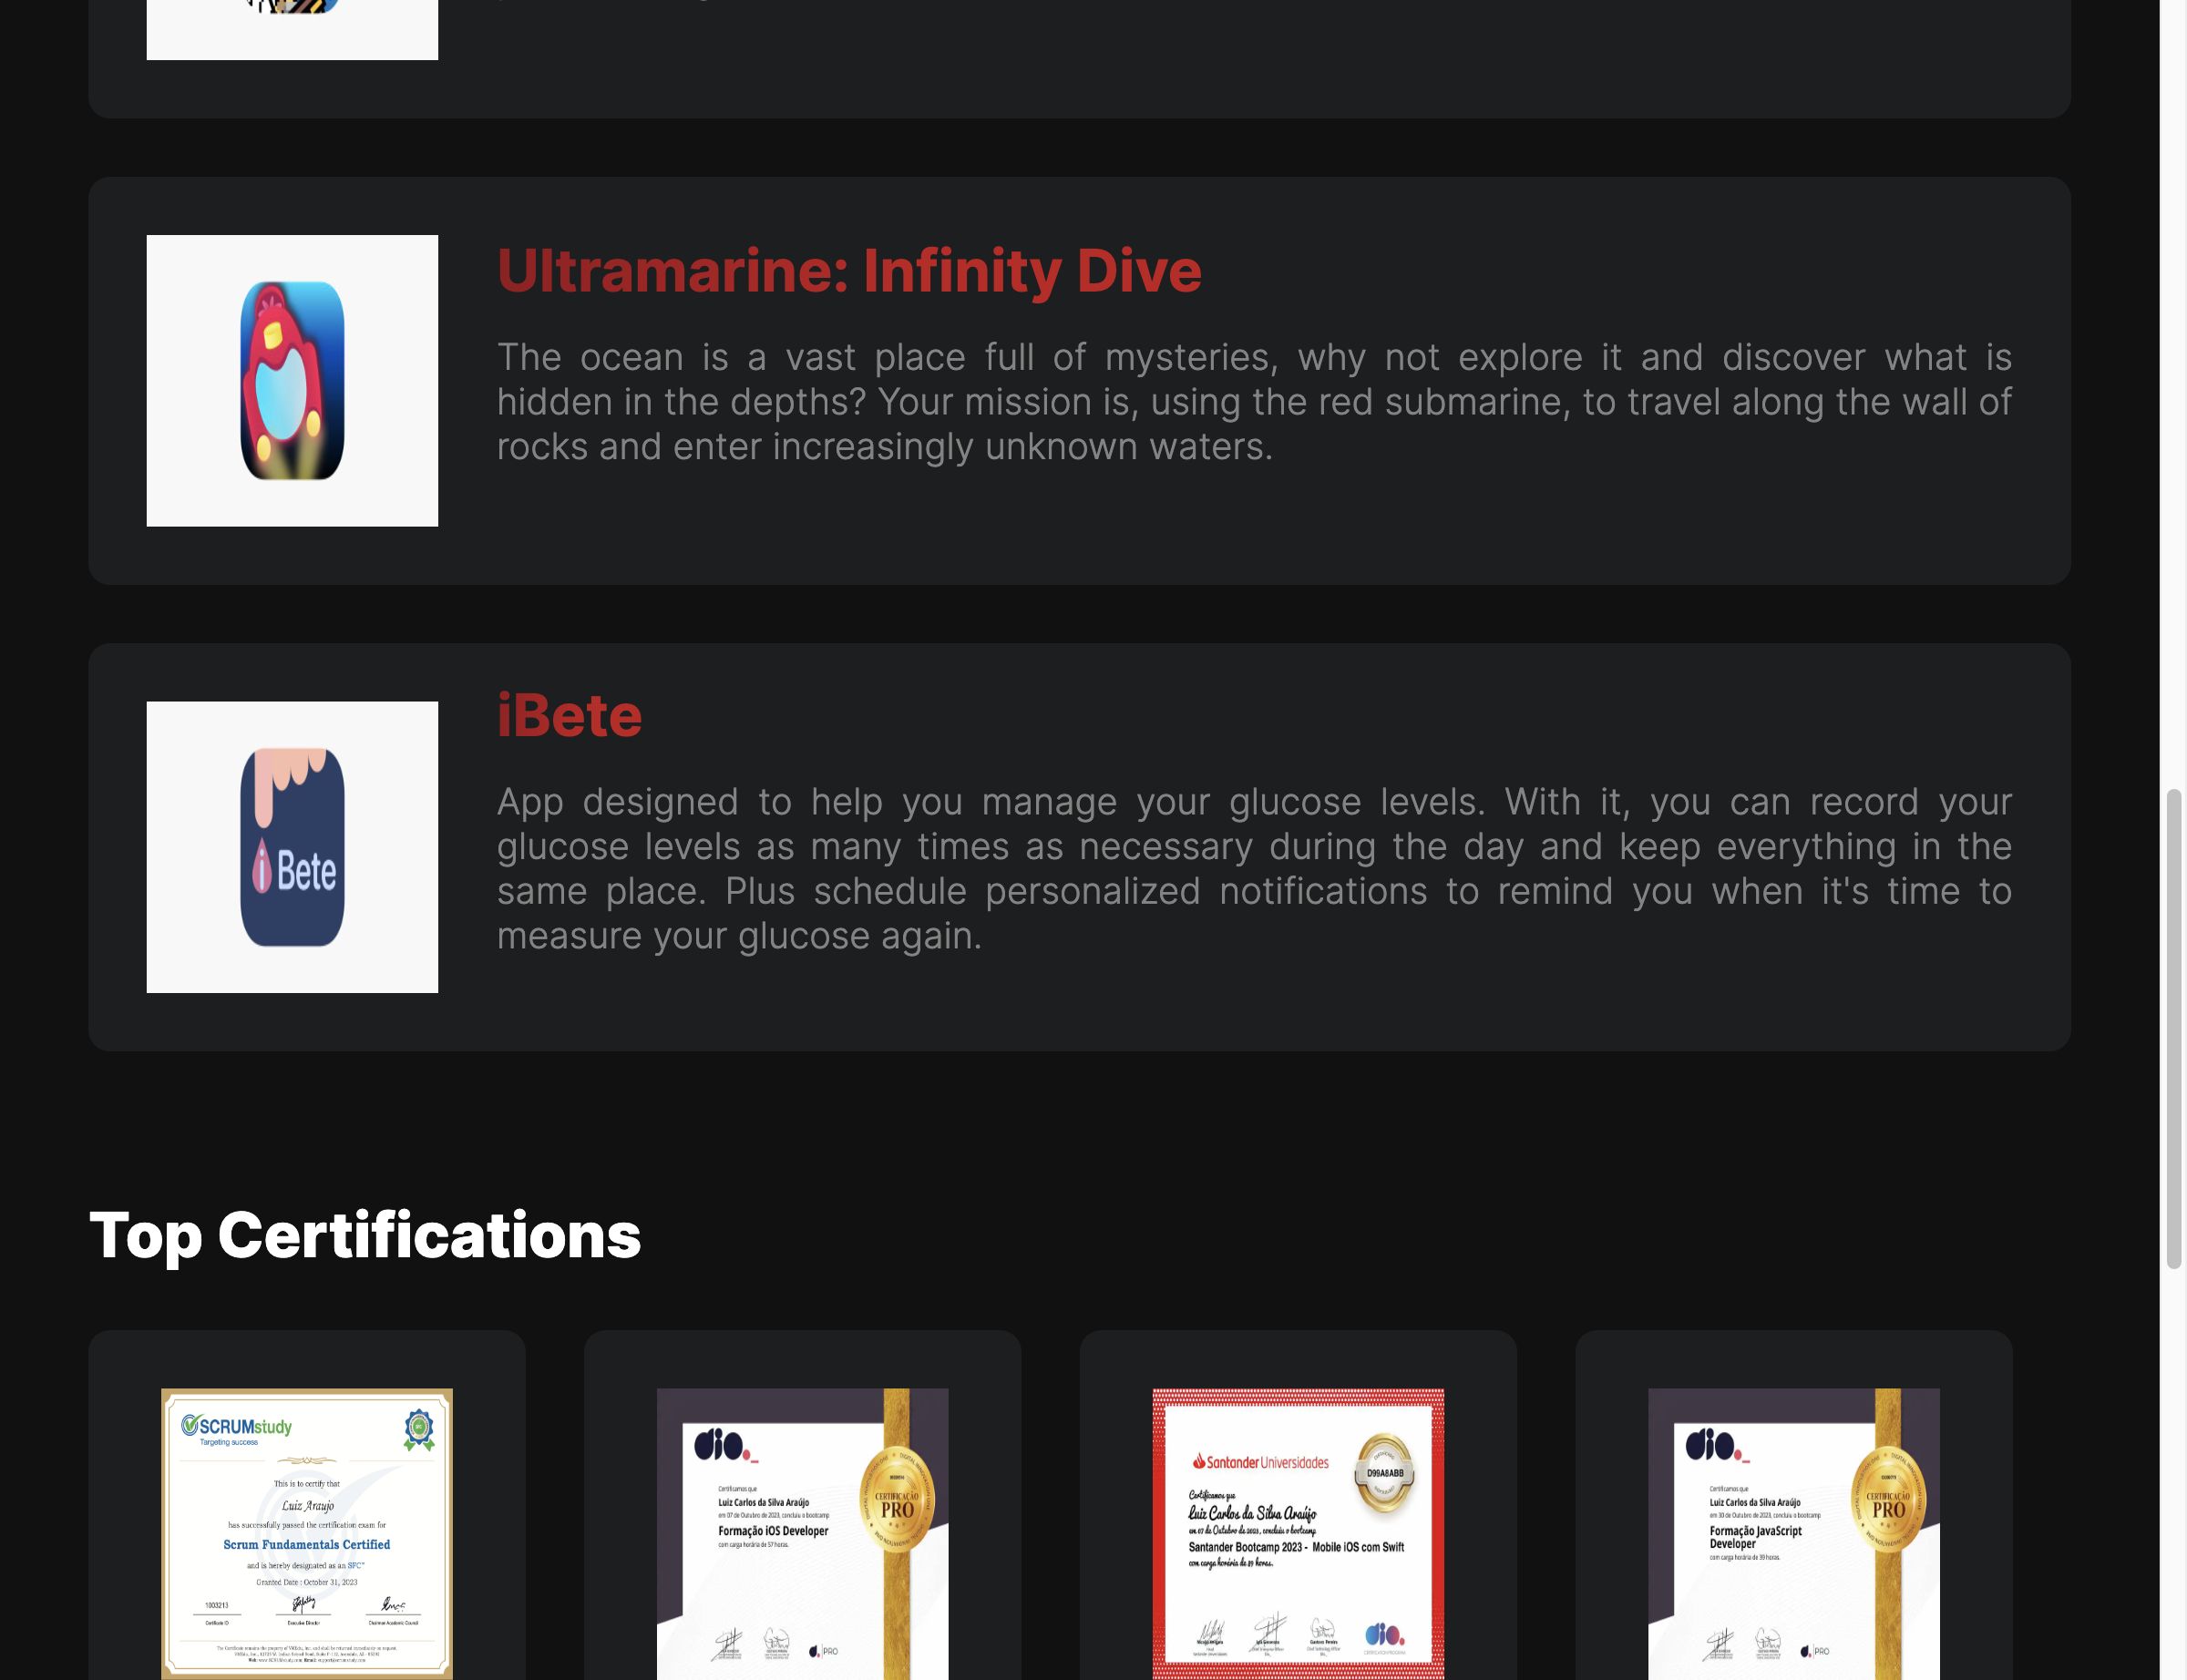 Ultramarine: Infinity Dive
The ocean is a vast place full of mysteries, why not explore it and discover what is
hidden in the depths? Your mission is, using the red submarine, to travel along the wall of
rocks and enter increasingly unknown waters.
iBete
App designed to help you manage your glucose levels. With it, you can record your
glucose levels as many times as necessary during the day and keep everything in the
same place. Plus schedule personalized notifications to remind you when it's time to
measure your glucose again.
i Bete
Top Certifications
SCRUMstudy
Targeting success
This is to certify that
Luiz Araujo
has successfully passed the certification exam for
Scrum Fundamentals Certified
and is hereby designated as an SFC™
Granted Date : October 31, 2023
1003213
Certificate ID
Executive Director
Chairman Academic Council
dio._
Certificamos que
Luiz Carlos da Silva Araújo
em 07 de Outubro de 2023, concluiu o bootcamp
Formação iOS Developer
com carga horária de 57 horas.
CERTIFICAÇÃO
PRO
dio. PRO
Santander Universidades
D99A8ABB
Certificamos que
Luiz Carlos da Silva Araújo
em 07 de Outubro de 2023, concluiu o bootcamp
Santander Bootcamp 2023 - Mobile iOS com Swift
com carga horária de 39 horas.
dio.
dio._
Certificamos que
Luiz Carlos da Silva Araújo
em 30 de Outubro de 2023, concluiu o bootcamp
Formação JavaScript
Developer
com carga horária de 39 horas.
CERTIFICAÇÃO
PRO
PRO